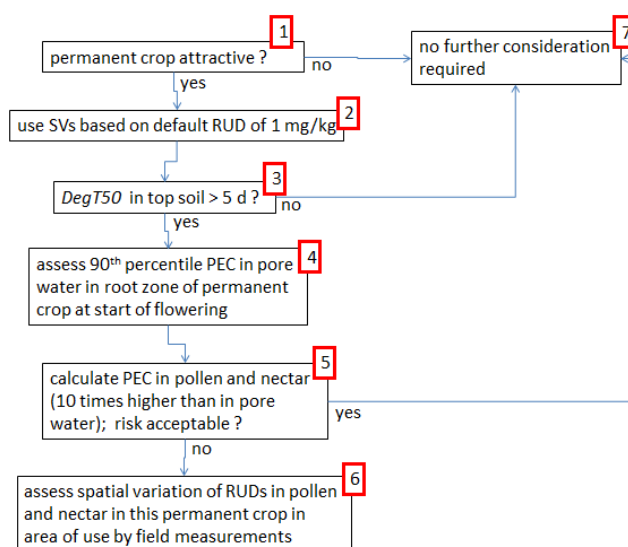 1
permanent crop attractive ?
no
yes
7
no further consideration
required
2
use SVs based on default RUD of 1 mg/kg
3
DegT50 in top soil > 5 d ?
no
yes
4
assess 90th percentile PEC in pore
water in root zone of permanent
crop at start of flowering
5
calculate PEC in pollen and nectar
(10 times higher than in pore
water); risk acceptable ?
yes
no
6
assess spatial variation of RUDs in pollen
and nectar in this permanent crop in
area of use by field measurements